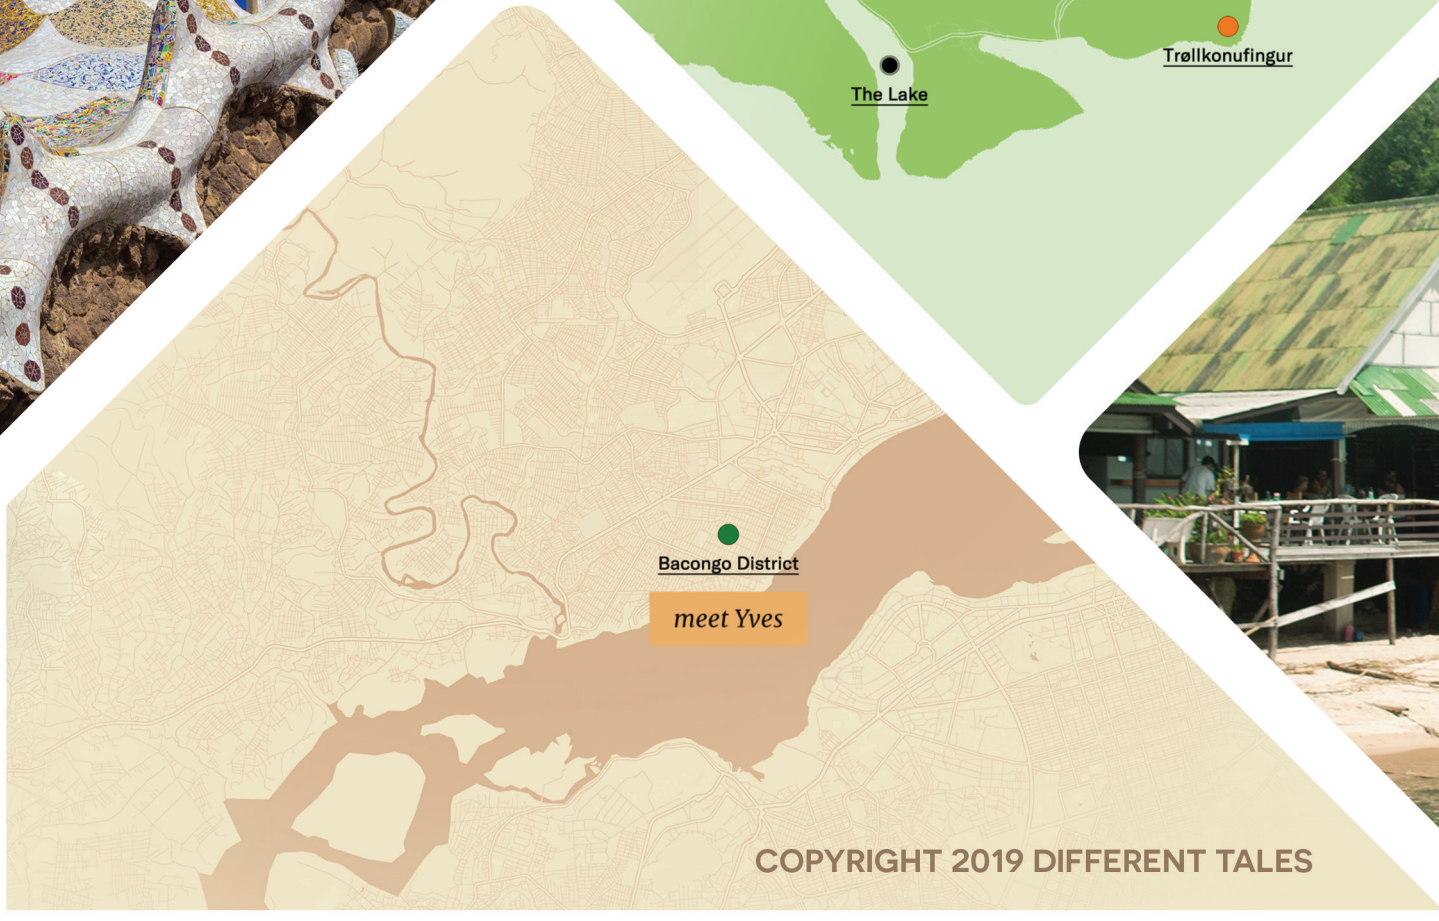 Trøllkonufingur
The Lake
Bacongo District
meet Yves
COPYRIGHT 2019 DIFFERENT TALES